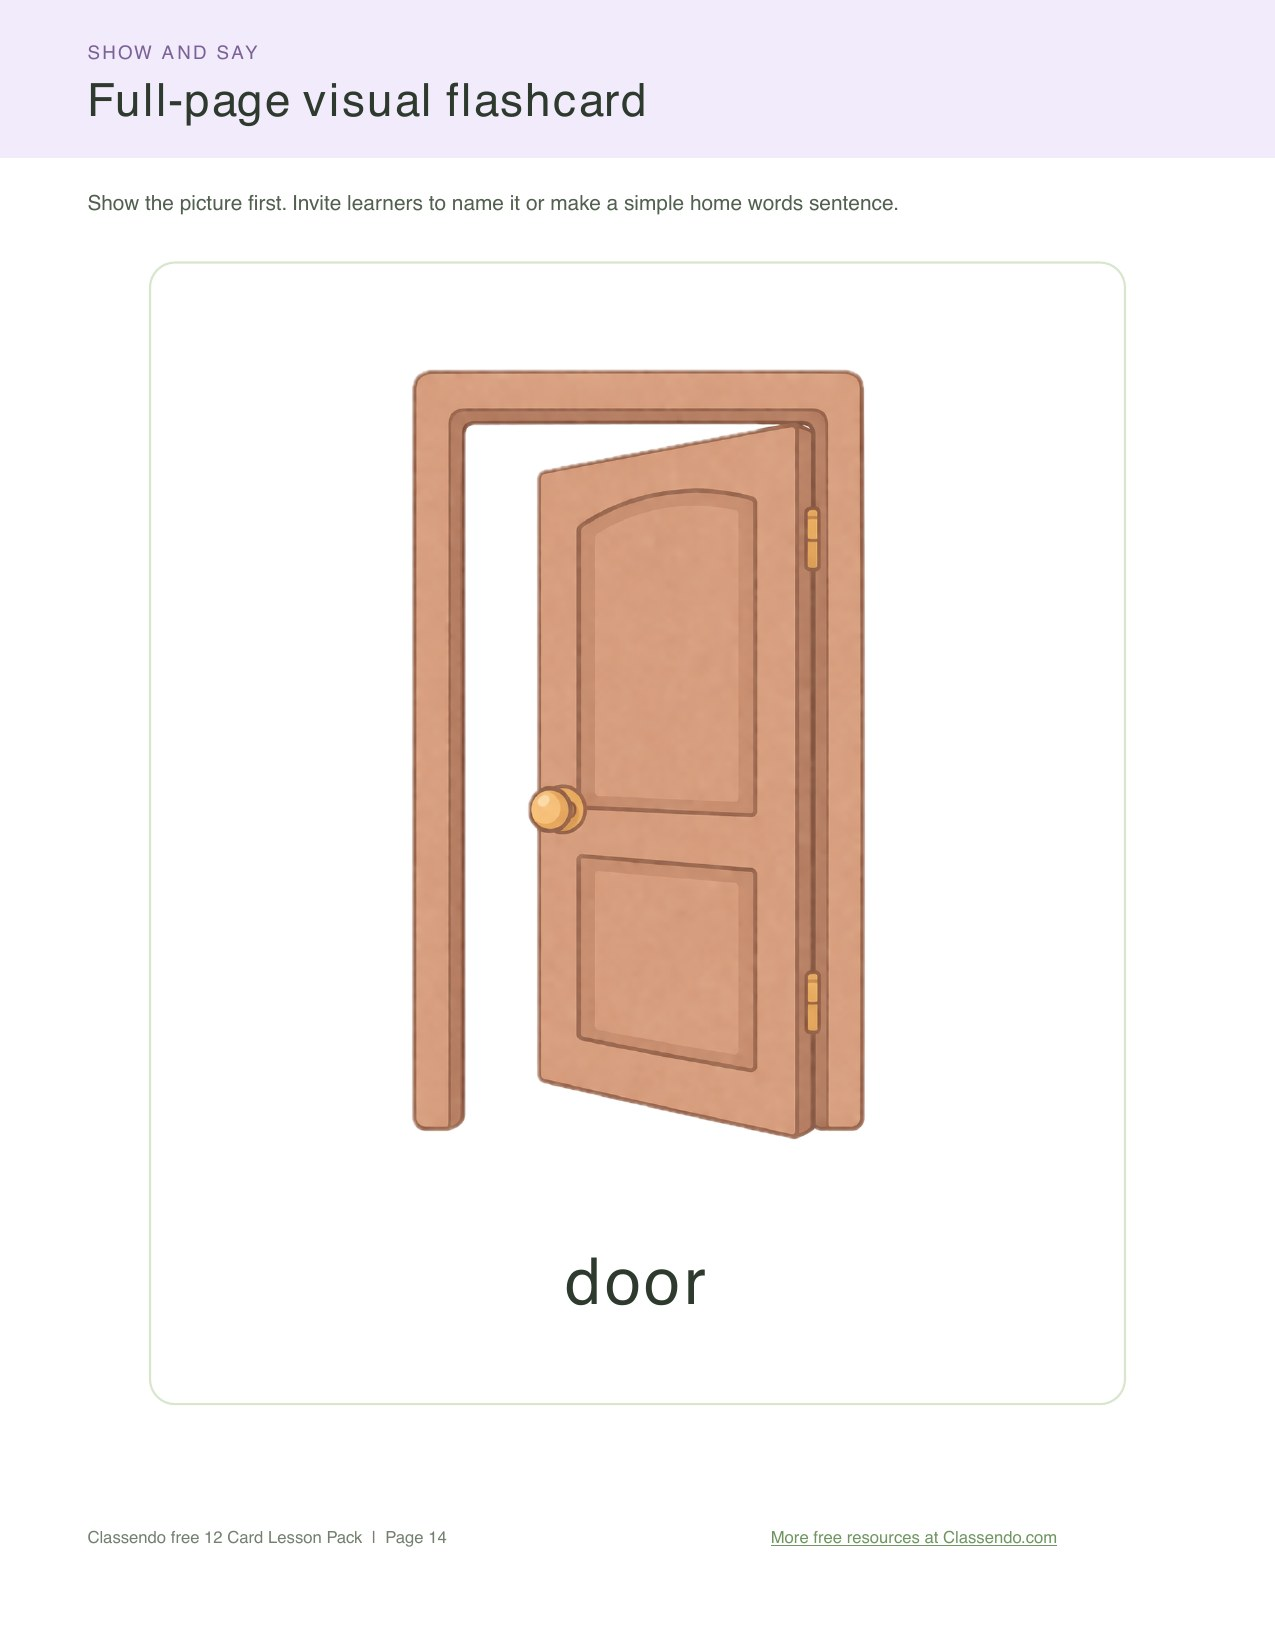 SHOW AND SAY
Full-page visual flashcard
Show the picture first. Invite learners to name it or make a simple home words sentence.
door
Classendo free 12 Card Lesson Pack | Page 14
More free resources at Classendo.com